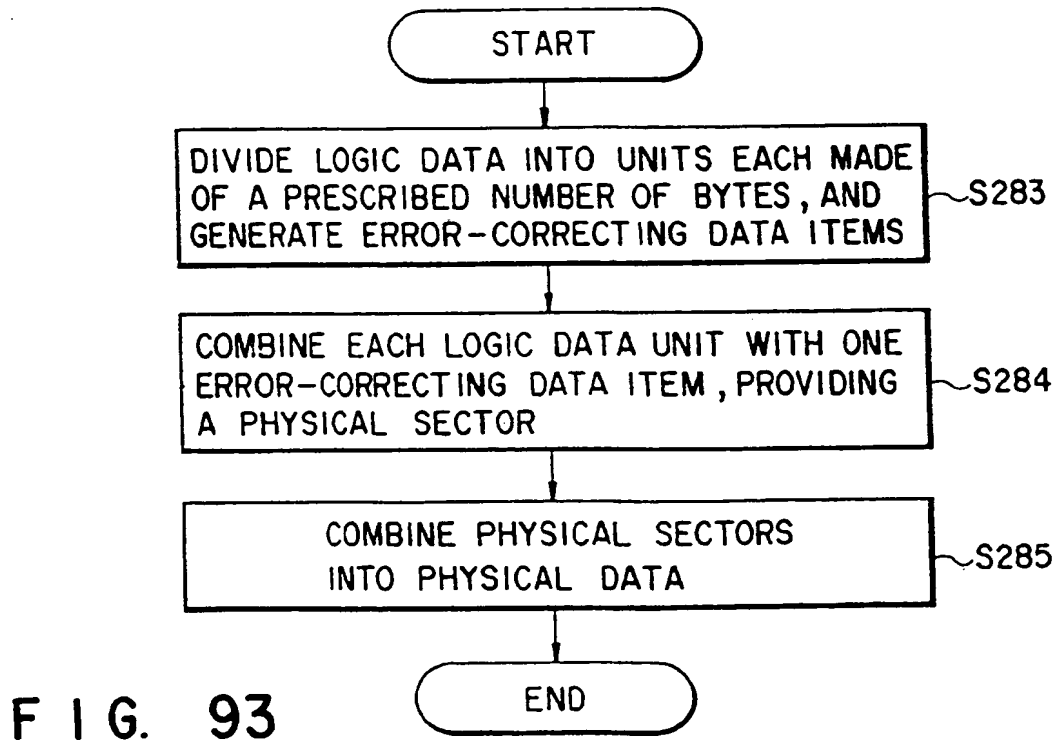 START
DIVIDE LOGIC DATA INTO UNITS EACH MADE
OF A PRESCRIBED NUMBER OF BYTES, AND
GENERATE ERROR-CORRECTING DATA ITEMS
S283
COMBINE EACH LOGIC DATA UNIT WITH ONE
ERROR-CORRECTING DATA ITEM, PROVIDING
A PHYSICAL SECTOR
S284
COMBINE PHYSICAL SECTORS
INTO PHYSICAL DATA
S285
END
FIG. 93